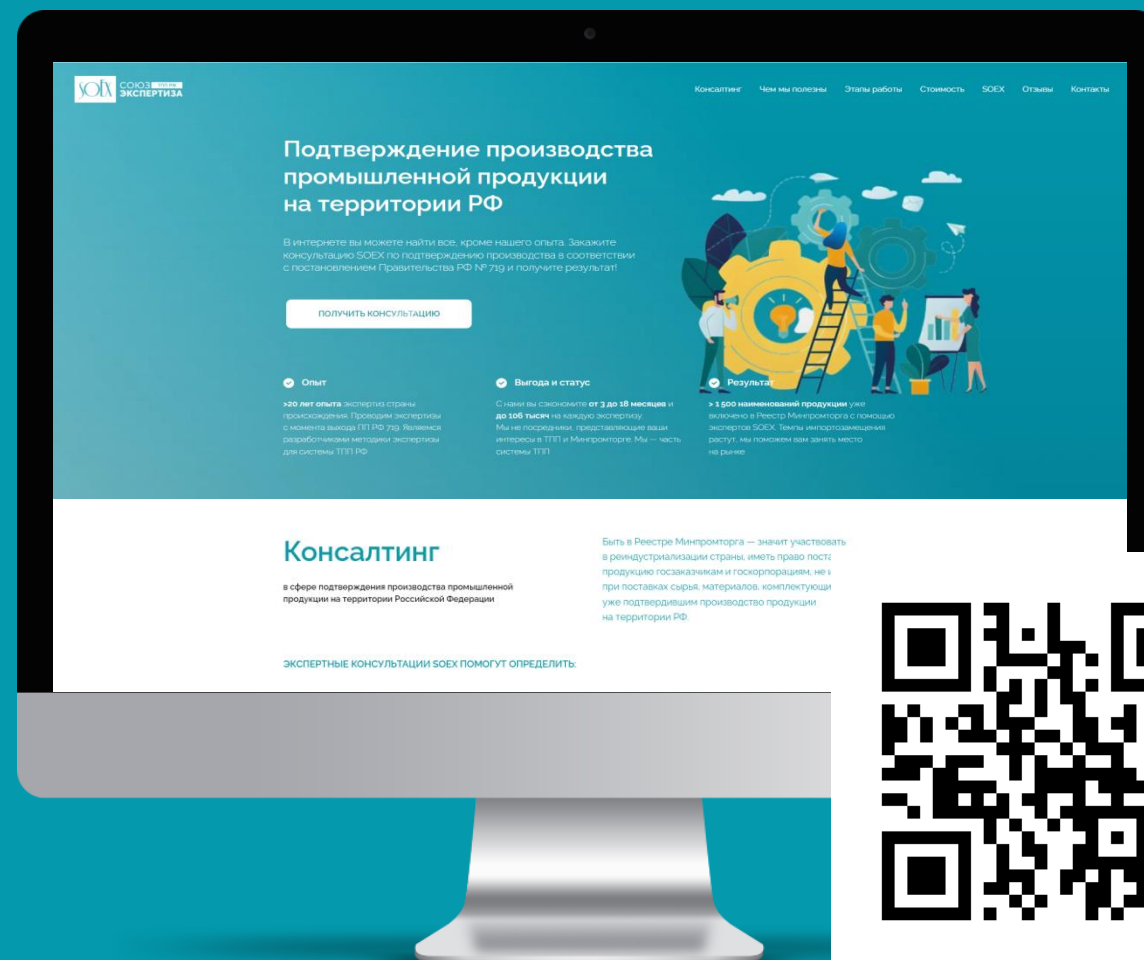 SOEX
СОЮЗ
ЭКСПЕРТИЗА
Консалтинг Чем мы полезны Этапы работы Стоимость SOEX Отзывы Контакты
Подтверждение производства
промышленной продукции
на территории РФ
В интернете вы можете найти все, кроме нашего опыта. Закажите
консультацию SOEX по подтверждению производства в соответствии
с постановлением Правительства РФ № 719 и получите результат!
ПОЛУЧИТЬ КОНСУЛЬТАЦИЮ
Опыт
>20 лет опыта экспертиз страны
происхождения. Проводим экспертизы
с момента выхода ПП РФ 719. Являемся
разработчиками методики экспертизы
для системы ТПП РФ
Выгода и статус
С нами вы сэкономите от 3 до 18 месяцев и
до 106 тысяч на каждую экспертизу.
Мы не посредники, представляющие ваши
интересы в ТПП и Минпромторге. Мы — часть
системы ТПП
Результат
> 1 500 наименований продукции уже
включено в Реестр Минпромторга с помощью
экспертов SOEX. Темпы импортозамещения
растут, мы поможем вам занять место
на рынке
Консалтинг
в сфере подтверждения производства промышленной
продукции на территории Российской Федерации
Быть в Реестре Минпромторга — значит участвовать
в реиндустриализации страны, иметь право поста
продукцию госзаказчикам и госкорпорациям, не
при поставках сырья, материалов, комплектующи
уже подтвердившим производство продукции
на территории РФ.
ЭКСПЕРТНЫЕ КОНСУЛЬТАЦИИ SOEX ПОМОГУТ ОПРЕДЕЛИТЬ: